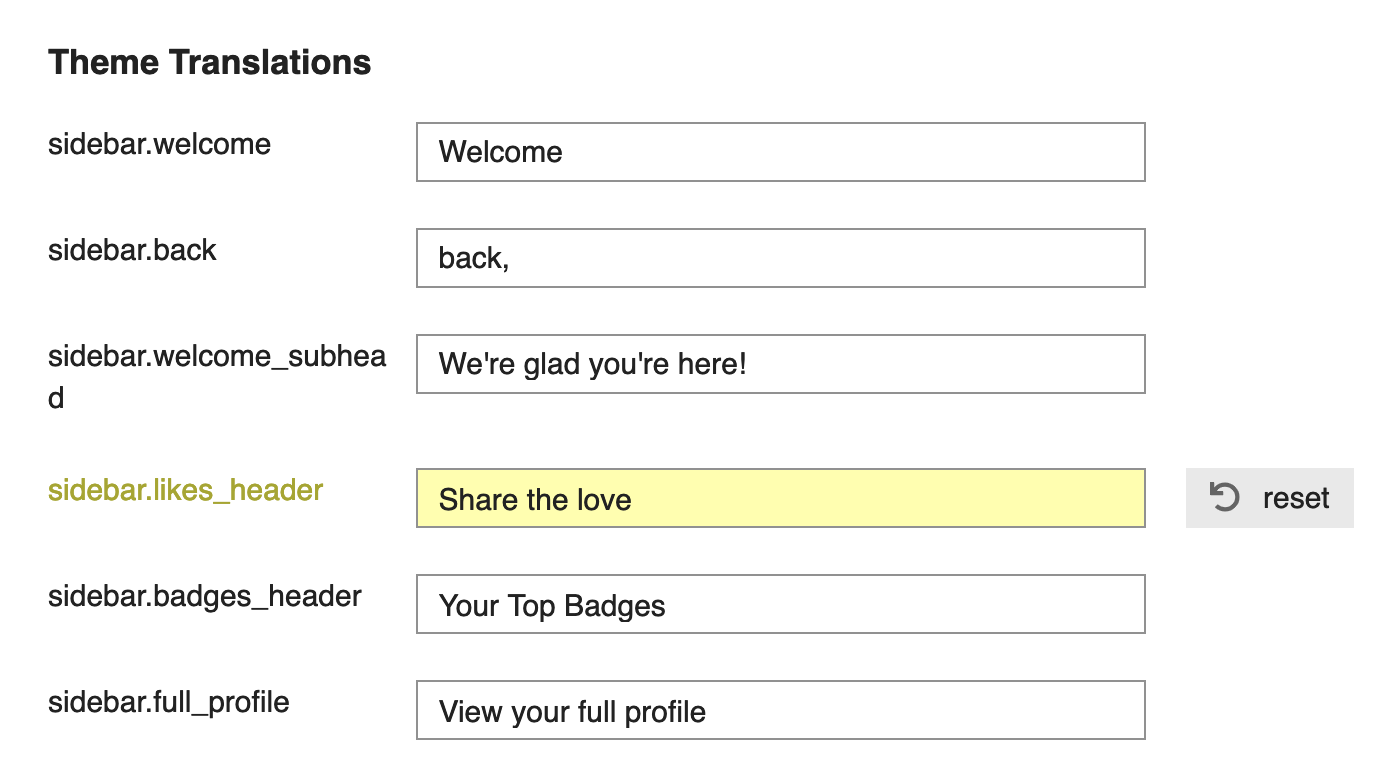 Theme Translations
sidebar.welcome
Welcome
sidebar.back
back,
sidebar.welcome_subhea
d
We're glad you're here!
sidebar.likes_header
Share the love
reset
sidebar.badges_header
Your Top Badges
sidebar.full_profile
View your full profile